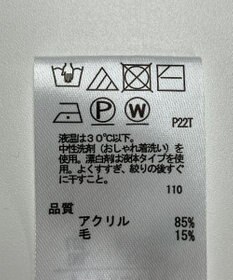 P W
P22T
液温は30℃以下。
中性洗剤(おしゃれ着洗い)を
使用。漂白剤は液体タイプを使
用。よくすすぎ、絞りの後すぐ
に干すこと。
110
品質
アクリル 85%
毛 15%